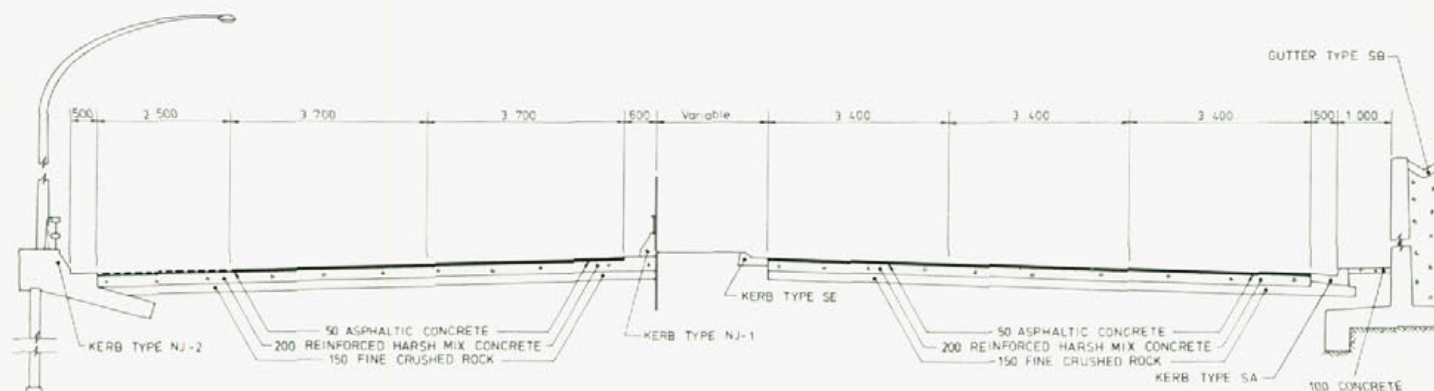 GUTTER TYPE SB
500 2 500 3 700 3 700 600 Variable 3 400 3 400 3 400 500 1 000
KERB TYPE SE
50 ASPHALTIC CONCRETE
200 REINFORCED HARSH MIX CONCRETE
150 FINE CRUSHED ROCK
KERB TYPE NJ-2
KERB TYPE NJ-1
50 ASPHALTIC CONCRETE
200 REINFORCED HARSH MIX CONCRETE
150 FINE CRUSHED ROCK
KERB TYPE SA
100 CONCRETE